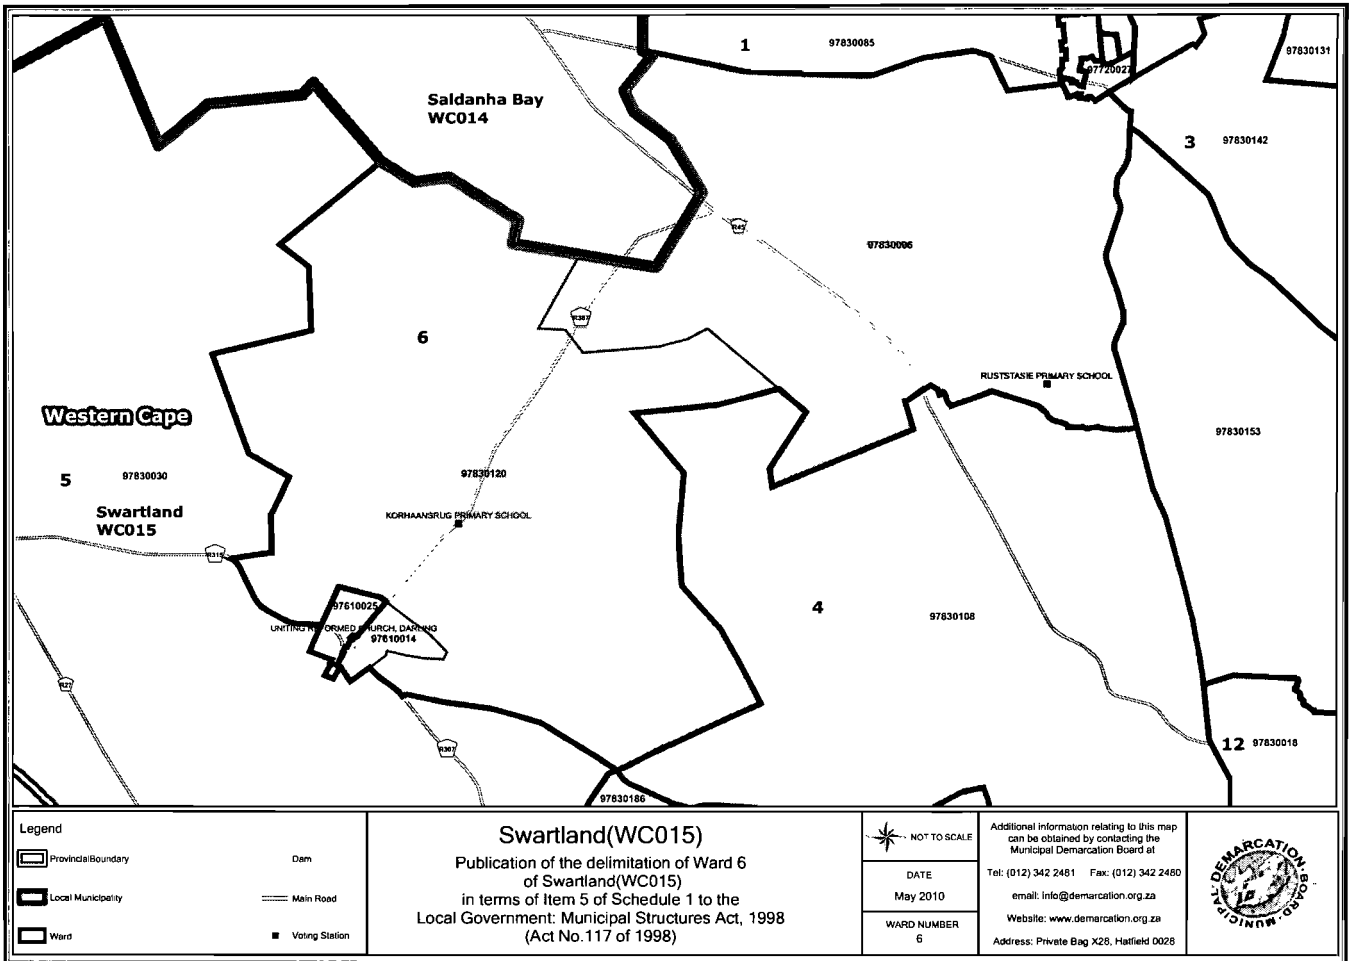 1
97830085
97830131
97720027
Saldanha Bay
WC014
3
97830142
R45
97830096
R387
6
RUSTSTASIE PRIMARY SCHOOL
Western Cape
97830153
5
97830030
97830120
Swartland
WC015
KORHAANSRUG PRIMARY SCHOOL
R315
97610025
4
97830108
UNITING REFORMED CHURCH, DARLING
97610014
R27
R307
12
97830018
97830186
Legend
ProvincialBoundary
Dam
Local Municipality
Main Road
Ward
Voting Station
Swartland(WC015)
Publication of the delimitation of Ward 6
of Swartland(WC015)
in terms of Item 5 of Schedule 1 to the
Local Government: Municipal Structures Act, 1998
(Act No.117 of 1998)
NOT TO SCALE
DATE
May 2010
WARD NUMBER
6
Additional information relating to this map
can be obtained by contacting the
Municipal Demarcation Board at
Tel: (012) 342 2481 Fax: (012) 342 2480
email: info@demarcation.org.za
Website: www.demarcation.org.za
Address: Private Bag X28, Hatfield 0028
MUNICIPAL DEMARCATION BOARD